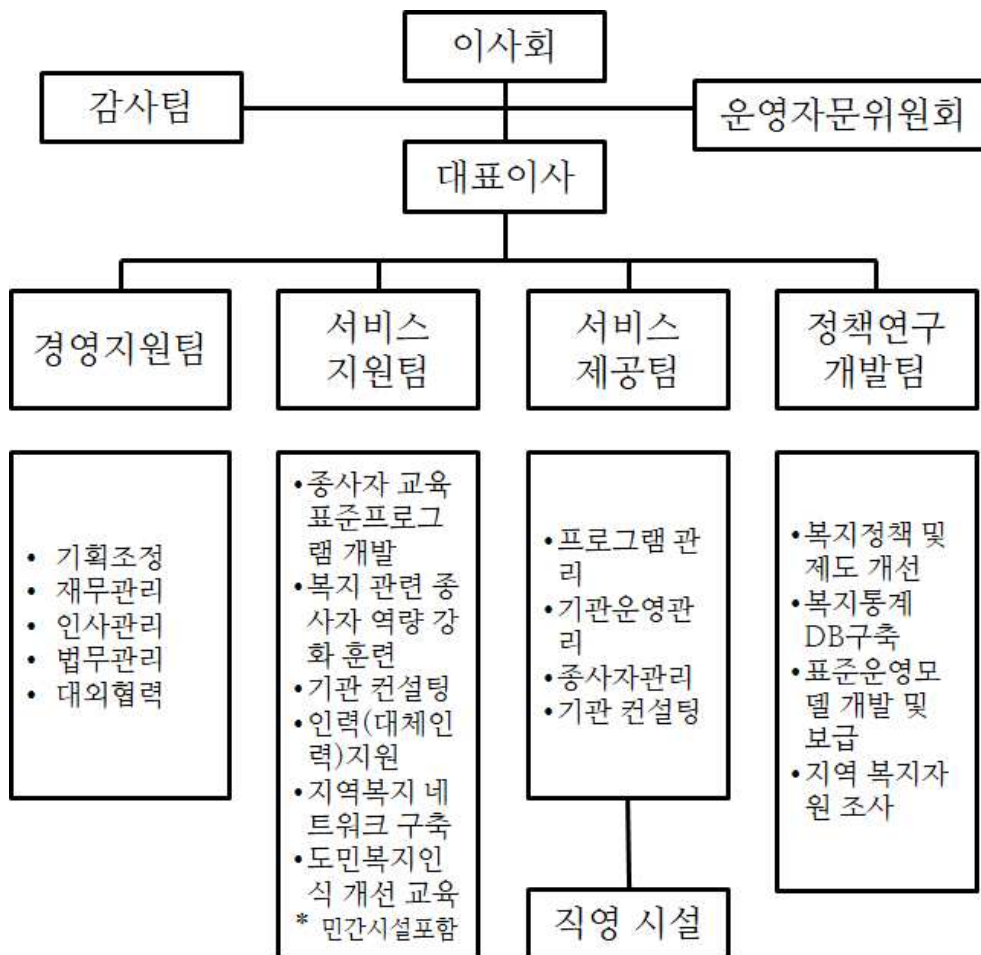 이사회
감사팀
운영자문위원회
대표이사
경영지원팀
서비스
지원팀
서비스
제공팀
정책연구
개발팀
• 기획조정
• 재무관리
• 인사관리
• 법무관리
• 대외협력
•종사자 교육
표준프로그
램 개발
•복지 관련 종
사자 역량 강
화 훈련
•기관 컨설팅
•인력(대체인
력)지원
•지역복지 네
트워크 구축
•도민복지인
식 개선 교육
* 민간시설포함
•프로그램 관
리
•기관운영관
리
•종사자관리
•기관 컨설팅
직영 시설
•복지정책 및
제도 개선
•복지통계
DB구축
•표준운영모
델 개발 및
보급
•지역 복지자
원 조사